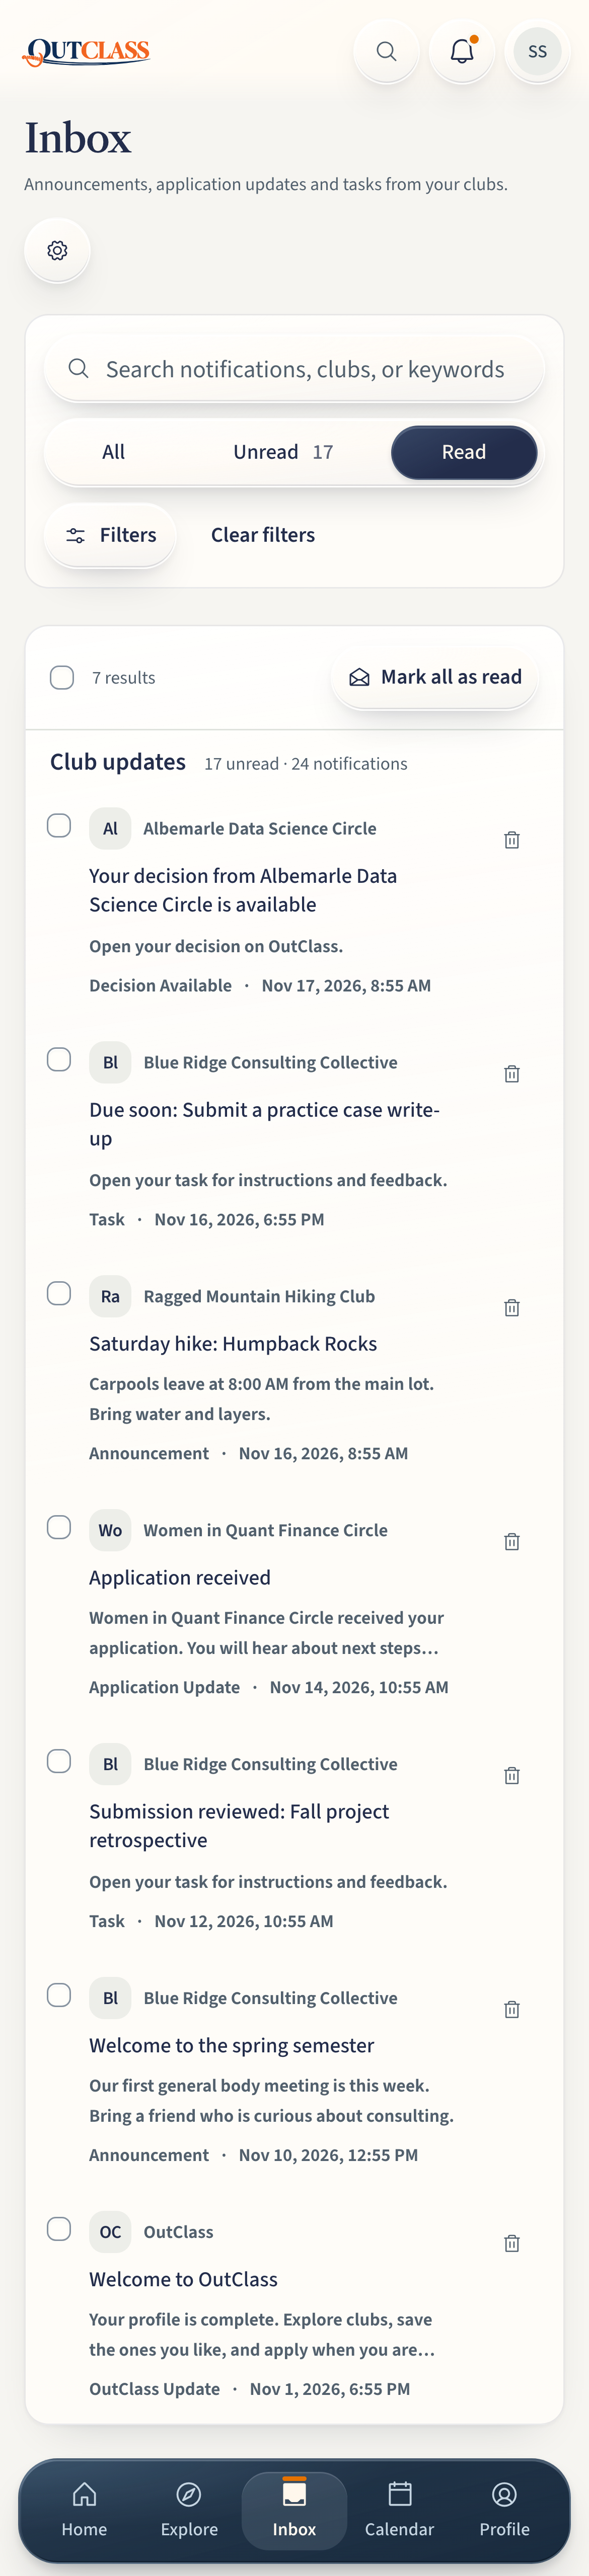 OUTCLASS
SS
Inbox
Announcements, application updates and tasks from your clubs.
Search notifications, clubs, or keywords
All
Unread 17
Read
Filters
Clear filters
7 results
Mark all as read
Club updates 17 unread · 24 notifications
Al Albemarle Data Science Circle
Your decision from Albemarle Data
Science Circle is available
Open your decision on OutClass.
Decision Available · Nov 17, 2026, 8:55 AM
Bl Blue Ridge Consulting Collective
Due soon: Submit a practice case write-
up
Open your task for instructions and feedback.
Task · Nov 16, 2026, 6:55 PM
Ra Ragged Mountain Hiking Club
Saturday hike: Humpback Rocks
Carpools leave at 8:00 AM from the main lot.
Bring water and layers.
Announcement · Nov 16, 2026, 8:55 AM
Wo Women in Quant Finance Circle
Application received
Women in Quant Finance Circle received your
application. You will hear about next steps...
Application Update · Nov 14, 2026, 10:55 AM
Bl Blue Ridge Consulting Collective
Submission reviewed: Fall project
retrospective
Open your task for instructions and feedback.
Task · Nov 12, 2026, 10:55 AM
Bl Blue Ridge Consulting Collective
Welcome to the spring semester
Our first general body meeting is this week.
Bring a friend who is curious about consulting.
Announcement · Nov 10, 2026, 12:55 PM
OC OutClass
Welcome to OutClass
Your profile is complete. Explore clubs, save
the ones you like, and apply when you are...
OutClass Update · Nov 1, 2026, 6:55 PM
Home
Explore
Inbox
Calendar
Profile